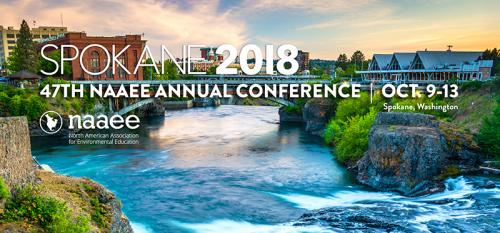 SPOKANE 2018
47TH NAAEE ANNUAL CONFERENCE | OCT. 9-13
Spokane, Washington
naaee
North American Association
for Environmental Education